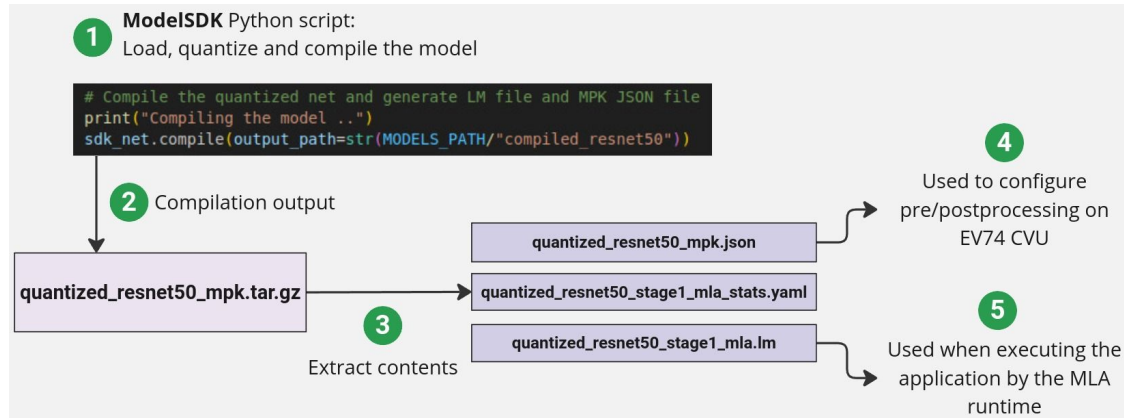 1
ModelSDK Python script:
Load, quantize and compile the model
# Compile the quantized net and generate LM file and MPK JSON file
print("Compiling the model ..")
sdk_net.compile(output_path=str(MODELS_PATH/"compiled_resnet50"))
2
Compilation output
quantized_resnet50_mpk.tar.gz
3
Extract contents
quantized_resnet50_mpk.json
quantized_resnet50_stage1_mla_stats.yaml
quantized_resnet50_stage1_mla.lm
4
Used to configure
pre/postprocessing on
EV74 CVU
5
Used when executing the
application by the MLA
runtime